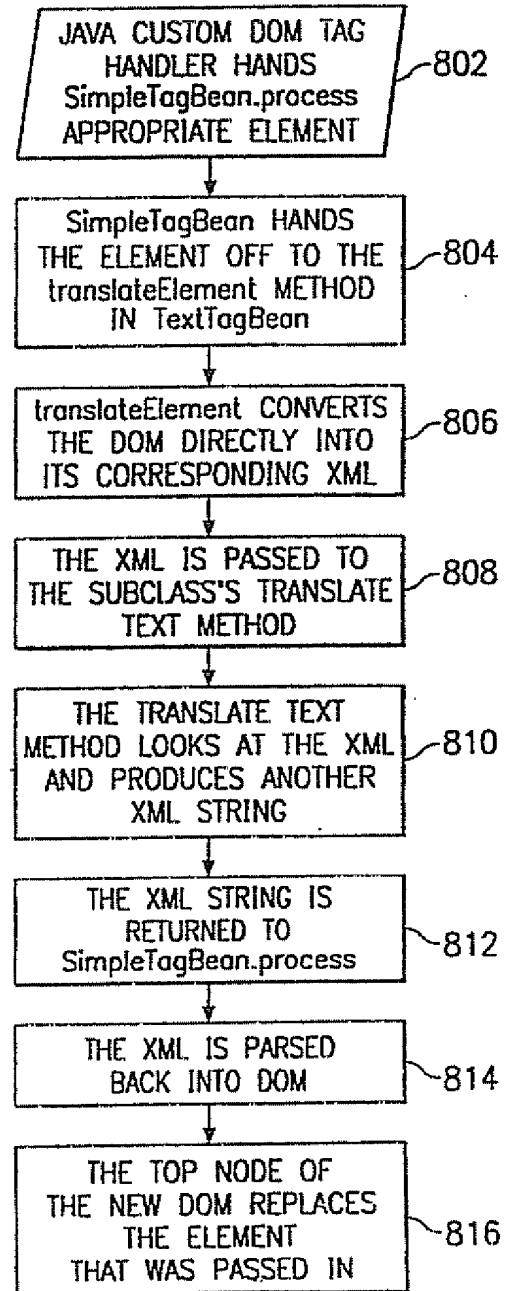 JAVA CUSTOM DOM TAG
HANDLER HANDS
SimpleTagBean.process
APPROPRIATE ELEMENT
802
SimpleTagBean HANDS
THE ELEMENT OFF TO THE
translateElement METHOD
IN TextTagBean
804
translateElement CONVERTS
THE DOM DIRECTLY INTO
ITS CORRESPONDING XML
806
THE XML IS PASSED TO
THE SUBCLASS'S TRANSLATE
TEXT METHOD
808
THE TRANSLATE TEXT
METHOD LOOKS AT THE XML
AND PRODUCES ANOTHER
XML STRING
810
THE XML STRING IS
RETURNED TO
SimpleTagBean.process
812
THE XML IS PARSED
BACK INTO DOM
814
THE TOP NODE OF
THE NEW DOM REPLACES
THE ELEMENT
THAT WAS PASSED IN
816